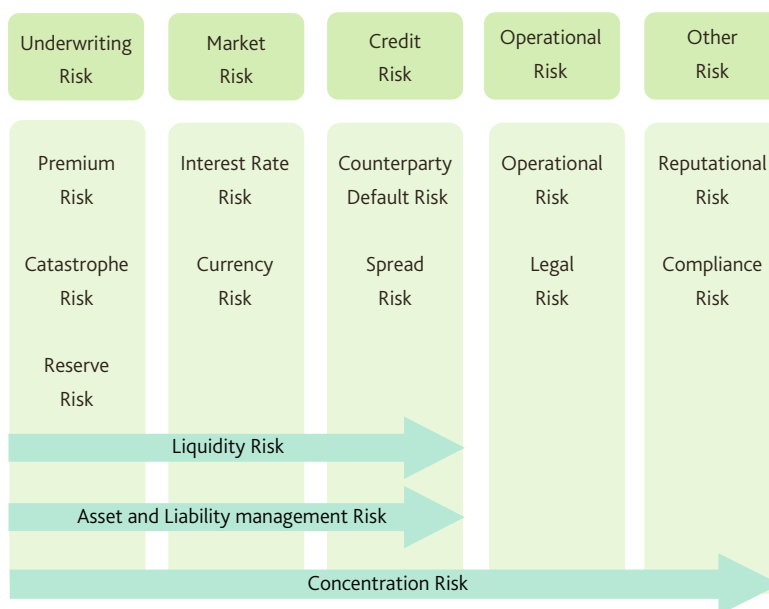 Underwriting
Risk
Market
Risk
Credit
Risk
Operational
Risk
Other
Risk
Premium
Risk
Catastrophe
Risk
Reserve
Risk
Interest Rate
Risk
Currency
Risk
Counterparty
Default Risk
Spread
Risk
Operational
Risk
Legal
Risk
Reputational
Risk
Compliance
Risk
Liquidity Risk
Asset and Liability management Risk
Concentration Risk